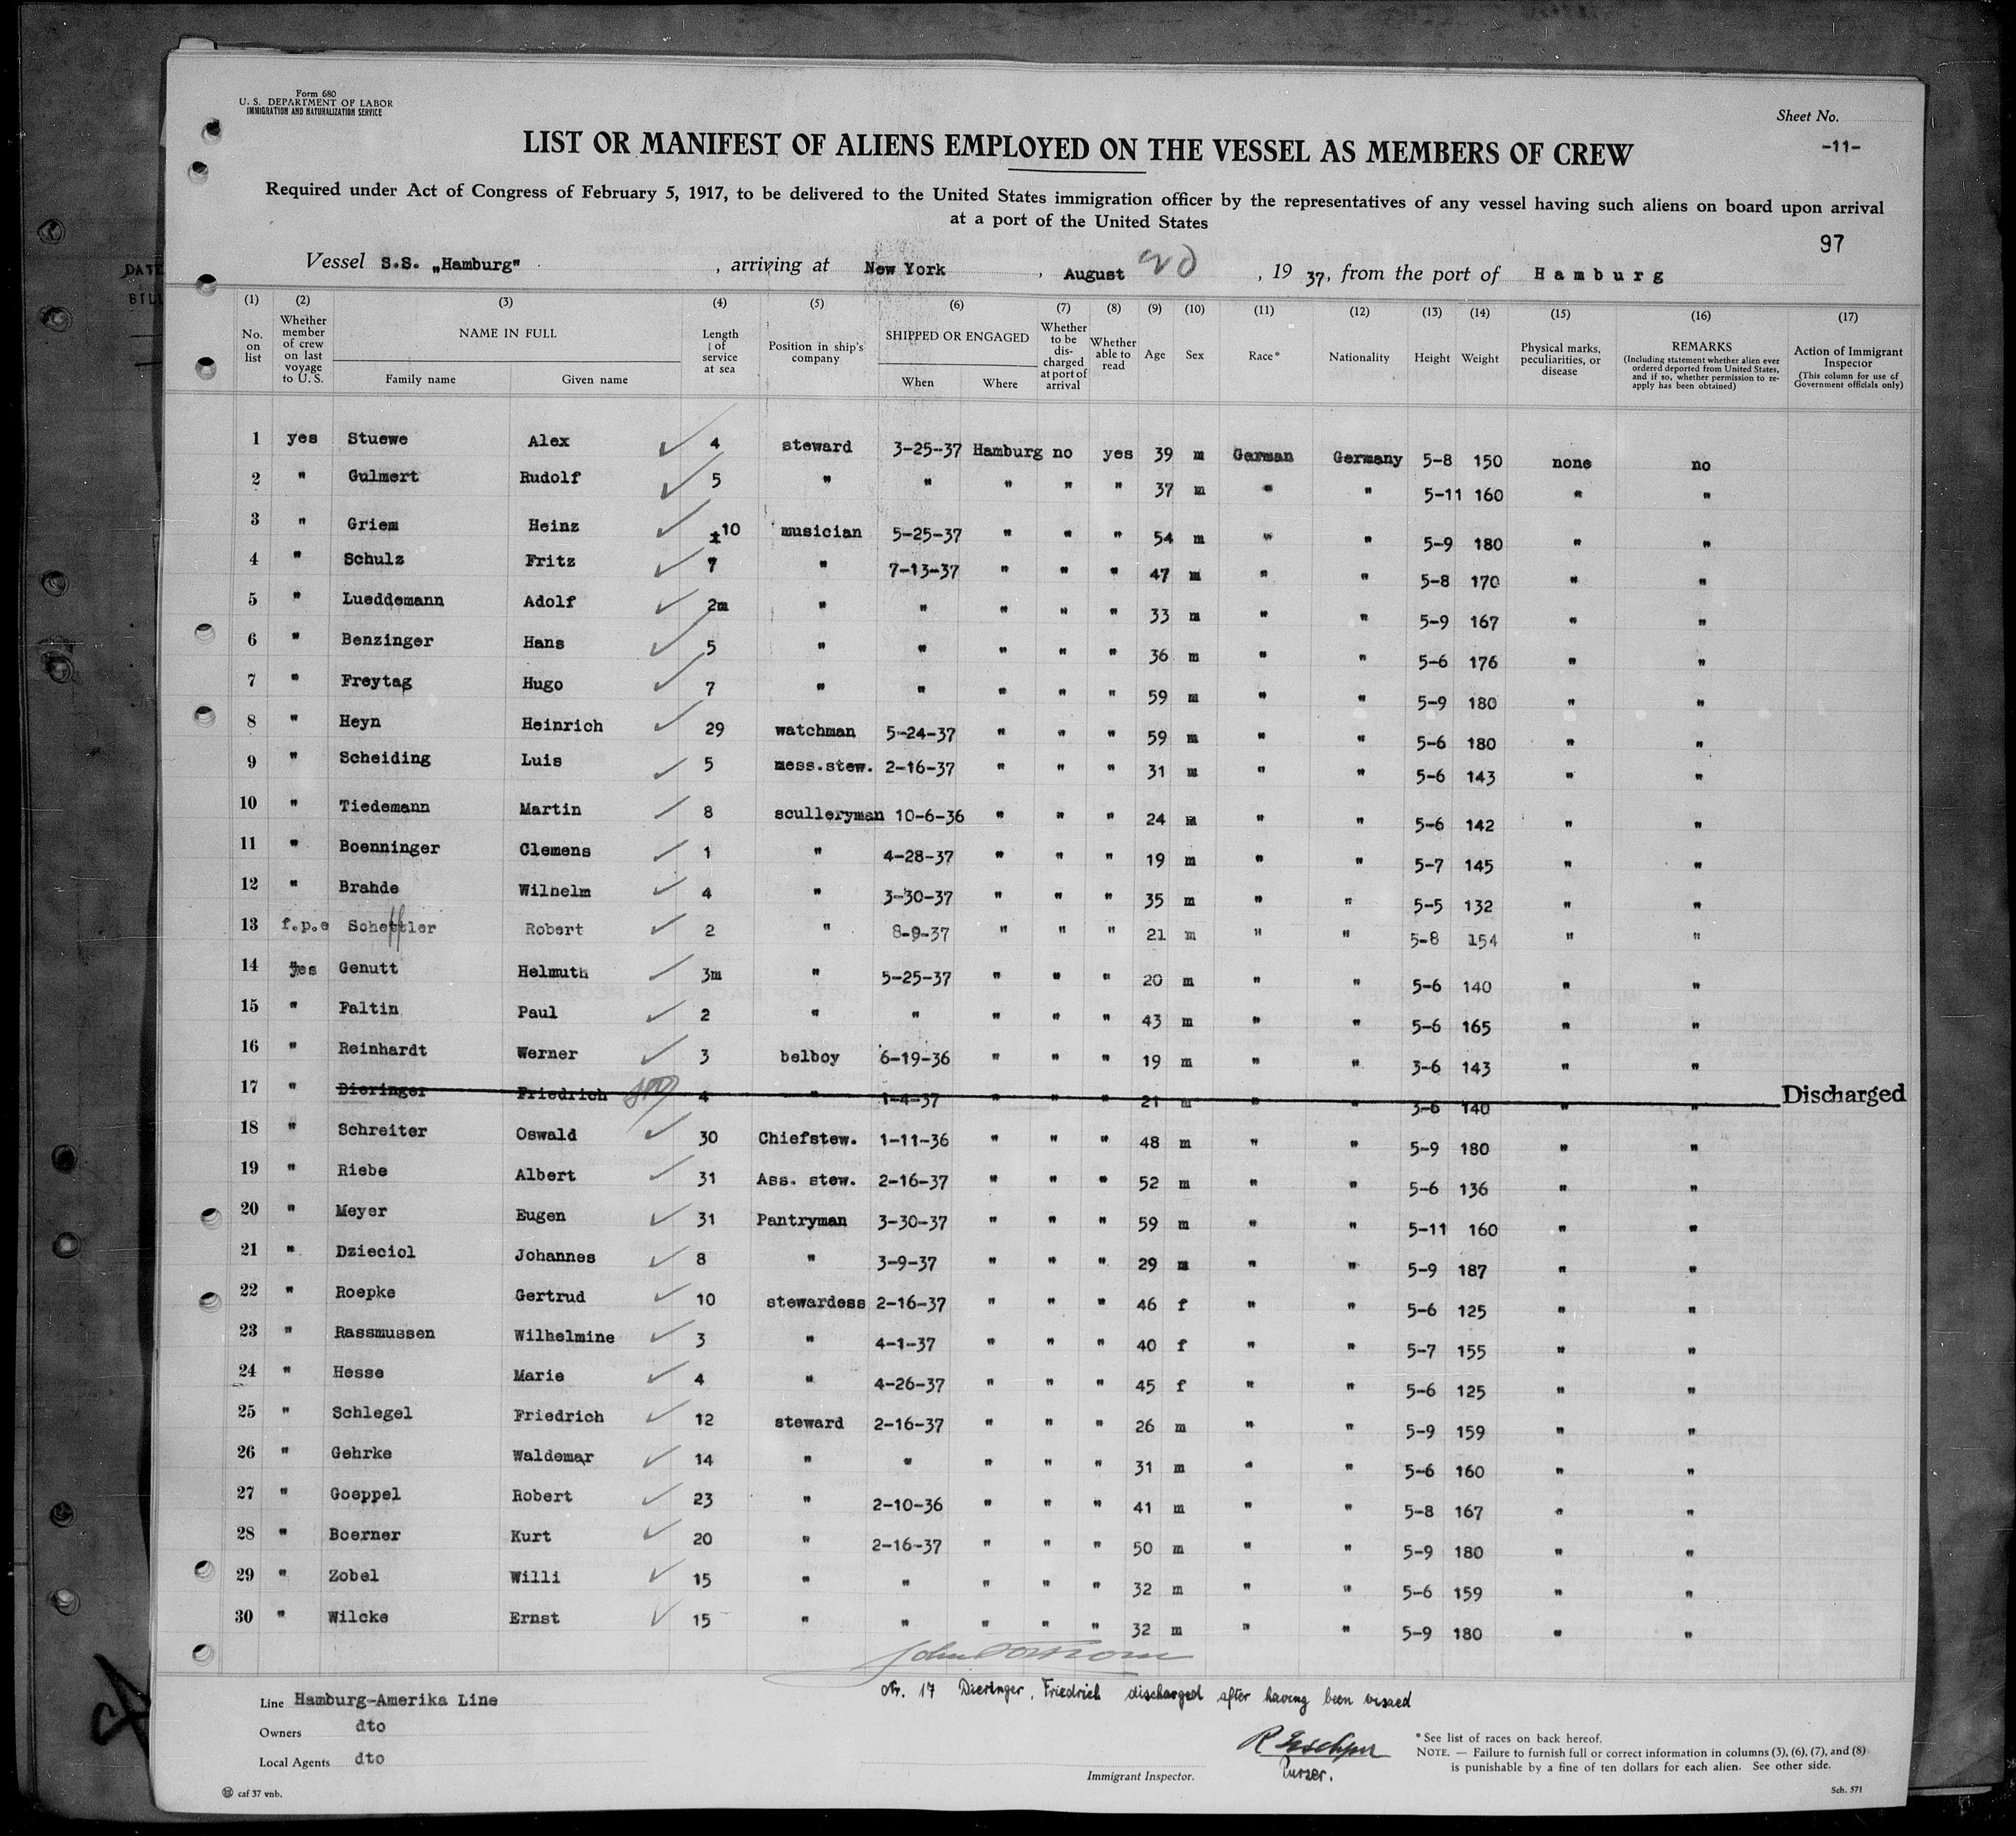 Form 680
U. S. DEPARTMENT OF LABOR
IMMIGRATION AND NATURALIZATION SERVICE
Sheet No.
-11-
LIST OR MANIFEST OF ALIENS EMPLOYED ON THE VESSEL AS MEMBERS OF CREW
Required under Act of Congress of February 5, 1917, to be delivered to the United States immigration officer by the representatives of any vessel having such aliens on board upon arrival
at a port of the United States
97
Vessel S.S. „Hamburg" , arriving at New York , August 20 , 19 37, from the port of Hamburg
(1) No. on list (2) Whether member of crew on last voyage to U. S. (3) NAME IN FULL Family name Given name (4) Length of service at sea (5) Position in ship's company (6) SHIPPED OR ENGAGED When Where (7) Whether to be discharged at port of arrival (8) Whether able to read (9) Age (10) Sex (11) Race* (12) Nationality (13) Height (14) Weight (15) Physical marks, peculiarities, or disease (16) REMARKS (Including statement whether alien ever ordered deported from United States, and if so, whether permission to re-apply has been obtained) (17) Action of Immigrant Inspector (This column for use of Government officials only)
1 yes Stuewe Alex 4 steward 3-25-37 Hamburg no yes 39 m German Germany 5-8 150 none no
2 " Gulmert Rudolf 5 " " " " " 37 m " " 5-11 160 " "
3 " Griem Heinz 10 musician 5-25-37 " " " 54 m " " 5-9 180 " "
4 " Schulz Fritz 7 " 7-13-37 " " " 47 m " " 5-8 170 " "
5 " Lueddemann Adolf 2m " " " " " 33 m " " 5-9 167 " "
6 " Benzinger Hans 5 " " " " " 36 m " " 5-6 176 " "
7 " Freytag Hugo 7 " " " " " 59 m " " 5-9 180 " "
8 " Heyn Heinrich 29 watchman 5-24-37 " " " 59 m " " 5-6 180 " "
9 " Scheiding Luis 5 mess.stew. 2-16-37 " " " 31 m " " 5-6 143 " "
10 " Tiedemann Martin 8 sculleryman 10-6-36 " " " 24 m " " 5-6 142 " "
11 " Boenninger Clemens 1 " 4-28-37 " " " 19 m " " 5-7 145 " "
12 " Brahde Wilhelm 4 " 3-30-37 " " " 35 m " " 5-5 132 " "
13 f.p.e Scheffler Robert 2 " 8-9-37 " " " 21 m " " 5-8 154 " "
14 yes Genutt Helmuth 3m " 5-25-37 " " " 20 m " " 5-6 140 " "
15 " Faltin Paul 2 " " " " " 43 m " " 5-6 165 " "
16 " Reinhardt Werner 3 belboy 6-19-36 " " " 19 m " " 3-6 143 " "
17 " Dieringer Friedrich 4 " 1-4-37 " " " 21 m " " 3-6 140 " " Discharged
18 " Schreiter Oswald 30 Chiefstew. 1-11-36 " " " 48 m " " 5-9 180 " "
19 " Riebe Albert 31 Ass. stew. 2-16-37 " " " 52 m " " 5-6 136 " "
20 " Meyer Eugen 31 Pantryman 3-30-37 " " " 59 m " " 5-11 160 " "
21 " Dzieciol Johannes 8 " 3-9-37 " " " 29 m " " 5-9 187 " "
22 " Roepke Gertrud 10 stewardess 2-16-37 " " " 46 f " " 5-6 125 " "
23 " Rassmussen Wilhelmine 3 " 4-1-37 " " " 40 f " " 5-7 155 " "
24 " Hesse Marie 4 " 4-26-37 " " " 45 f " " 5-6 125 " "
25 " Schlegel Friedrich 12 steward 2-16-37 " " " 26 m " " 5-9 159 " "
26 " Gehrke Waldemar 14 " " " " " 31 m " " 5-6 160 " "
27 " Goeppel Robert 23 " 2-10-36 " " " 41 m " " 5-8 167 " "
28 " Boerner Kurt 20 " 2-16-37 " " " 50 m " " 5-9 180 " "
29 " Zobel Willi 15 " " " " " 32 m " " 5-6 159 " "
30 " Wilcke Ernst 15 " " " " " 32 m " " 5-9 180 " "
Nr. 17 Dieringer, Friedrich discharged after having been visaed
Line Hamburg-Amerika Line
Owners dto
Local Agents dto
Immigrant Inspector.
Purser.
* See list of races on back hereof.
NOTE. — Failure to furnish full or correct information in columns (3), (6), (7), and (8)
is punishable by a fine of ten dollars for each alien. See other side.
caf 37 vnb.
Sch. 571